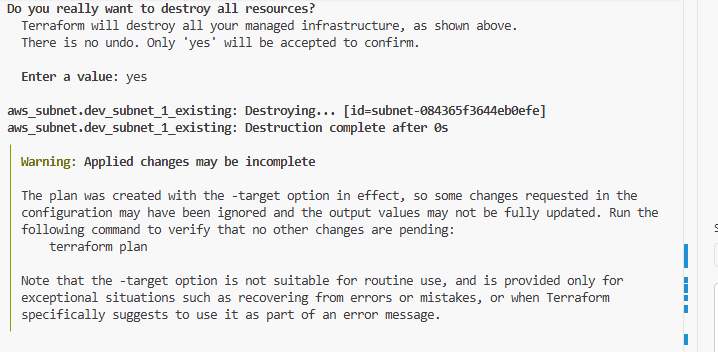 Do you really want to destroy all resources?
Terraform will destroy all your managed infrastructure, as shown above.
There is no undo. Only 'yes' will be accepted to confirm.
Enter a value: yes
aws_subnet.dev_subnet_1_existing: Destroying... [id=subnet-084365f3644eb0efe]
aws_subnet.dev_subnet_1_existing: Destruction complete after 0s
Warning: Applied changes may be incomplete
The plan was created with the -target option in effect, so some changes requested in the
configuration may have been ignored and the output values may not be fully updated. Run the
following command to verify that no other changes are pending:
terraform plan
Note that the -target option is not suitable for routine use, and is provided only for
exceptional situations such as recovering from errors or mistakes, or when Terraform
specifically suggests to use it as part of an error message.